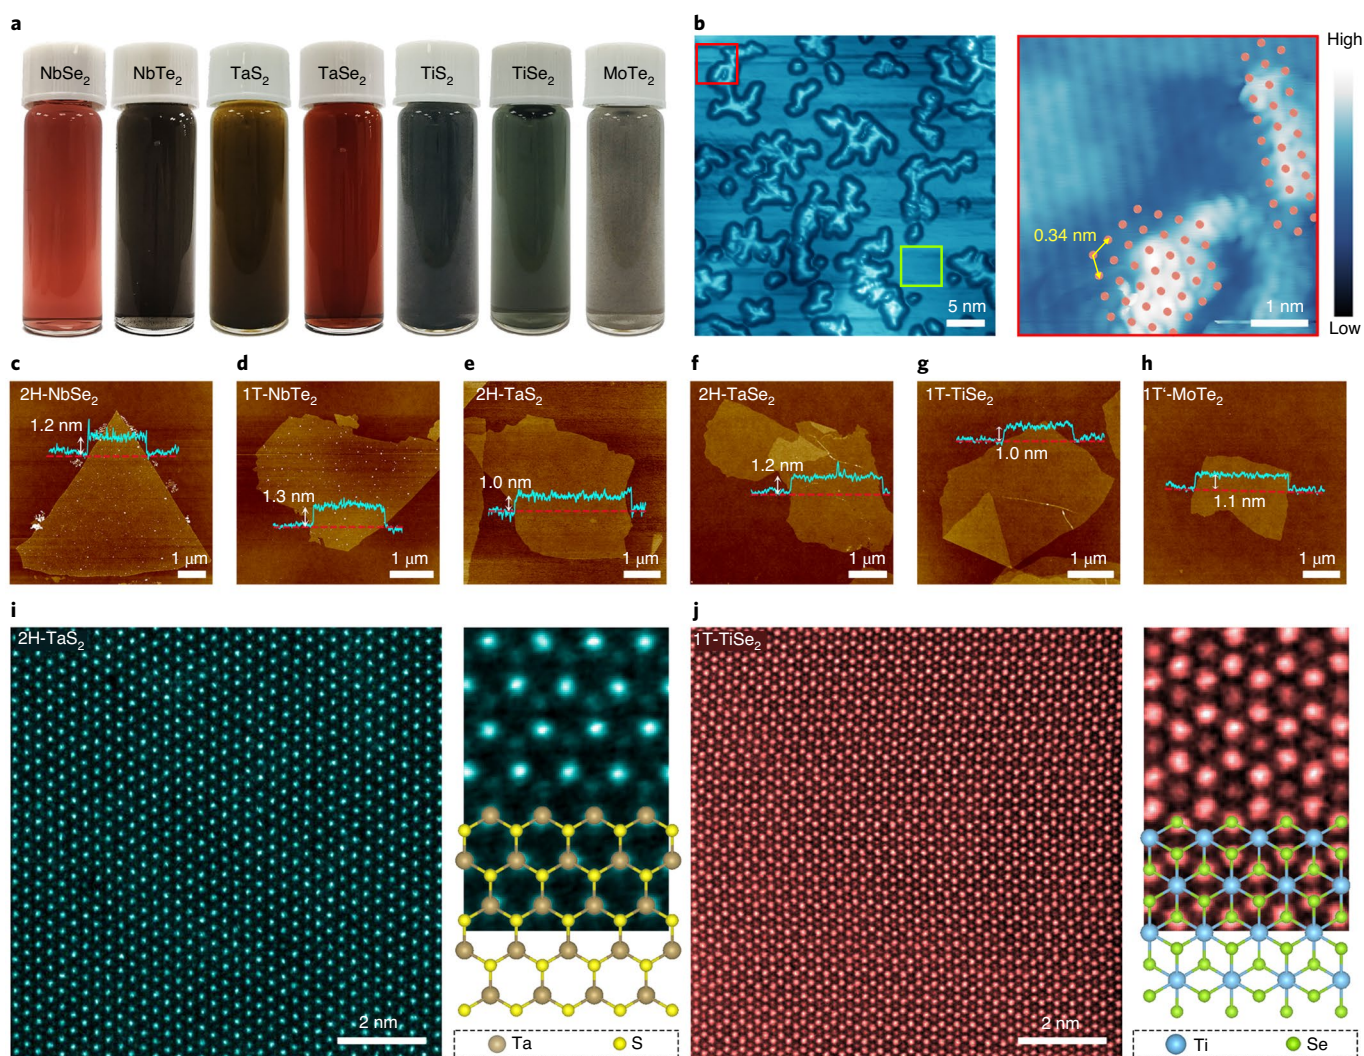 a
NbSe2
NbTe2
TaS2
TaSe2
TiS2
TiSe2
MoTe2
b
5 nm
0.34 nm
1 nm
High
Low
c
2H-NbSe2
1.2 nm
1 μm
d
1T-NbTe2
1.3 nm
1 μm
e
2H-TaS2
1.0 nm
1 μm
f
2H-TaSe2
1.2 nm
1 μm
g
1T-TiSe2
1.0 nm
1 μm
h
1T‘-MoTe2
1.1 nm
1 μm
i
2H-TaS2
2 nm
Ta
S
j
1T-TiSe2
2 nm
Ti
Se